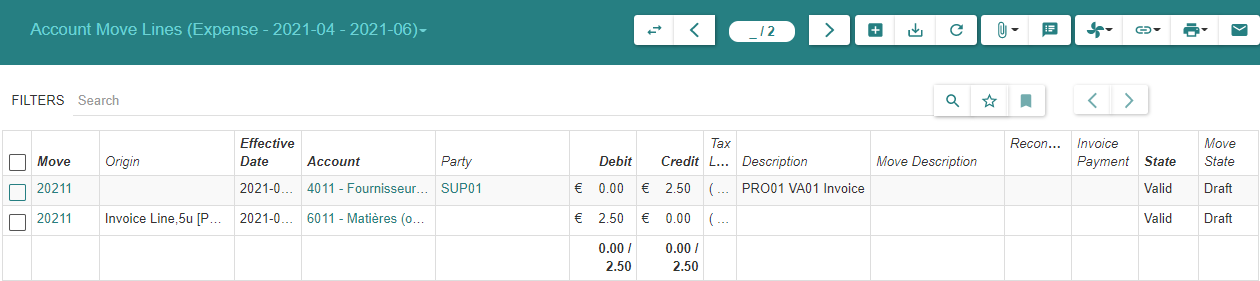 Account Move Lines (Expense - 2021-04 - 2021-06)
_ / 2
FILTERS Search
Move Origin Effective Date Account Party Debit Credit Tax L... Description Move Description Recon... Invoice Payment State Move State
20211 2021-0... 4011 - Fournisseur... SUP01 € 0.00 € 2.50 ( ... PRO01 VA01 Invoice Valid Draft
20211 Invoice Line,5u [P... 2021-0... 6011 - Matières (o... € 2.50 € 0.00 ( ... Valid Draft
0.00 / 2.50 0.00 / 2.50